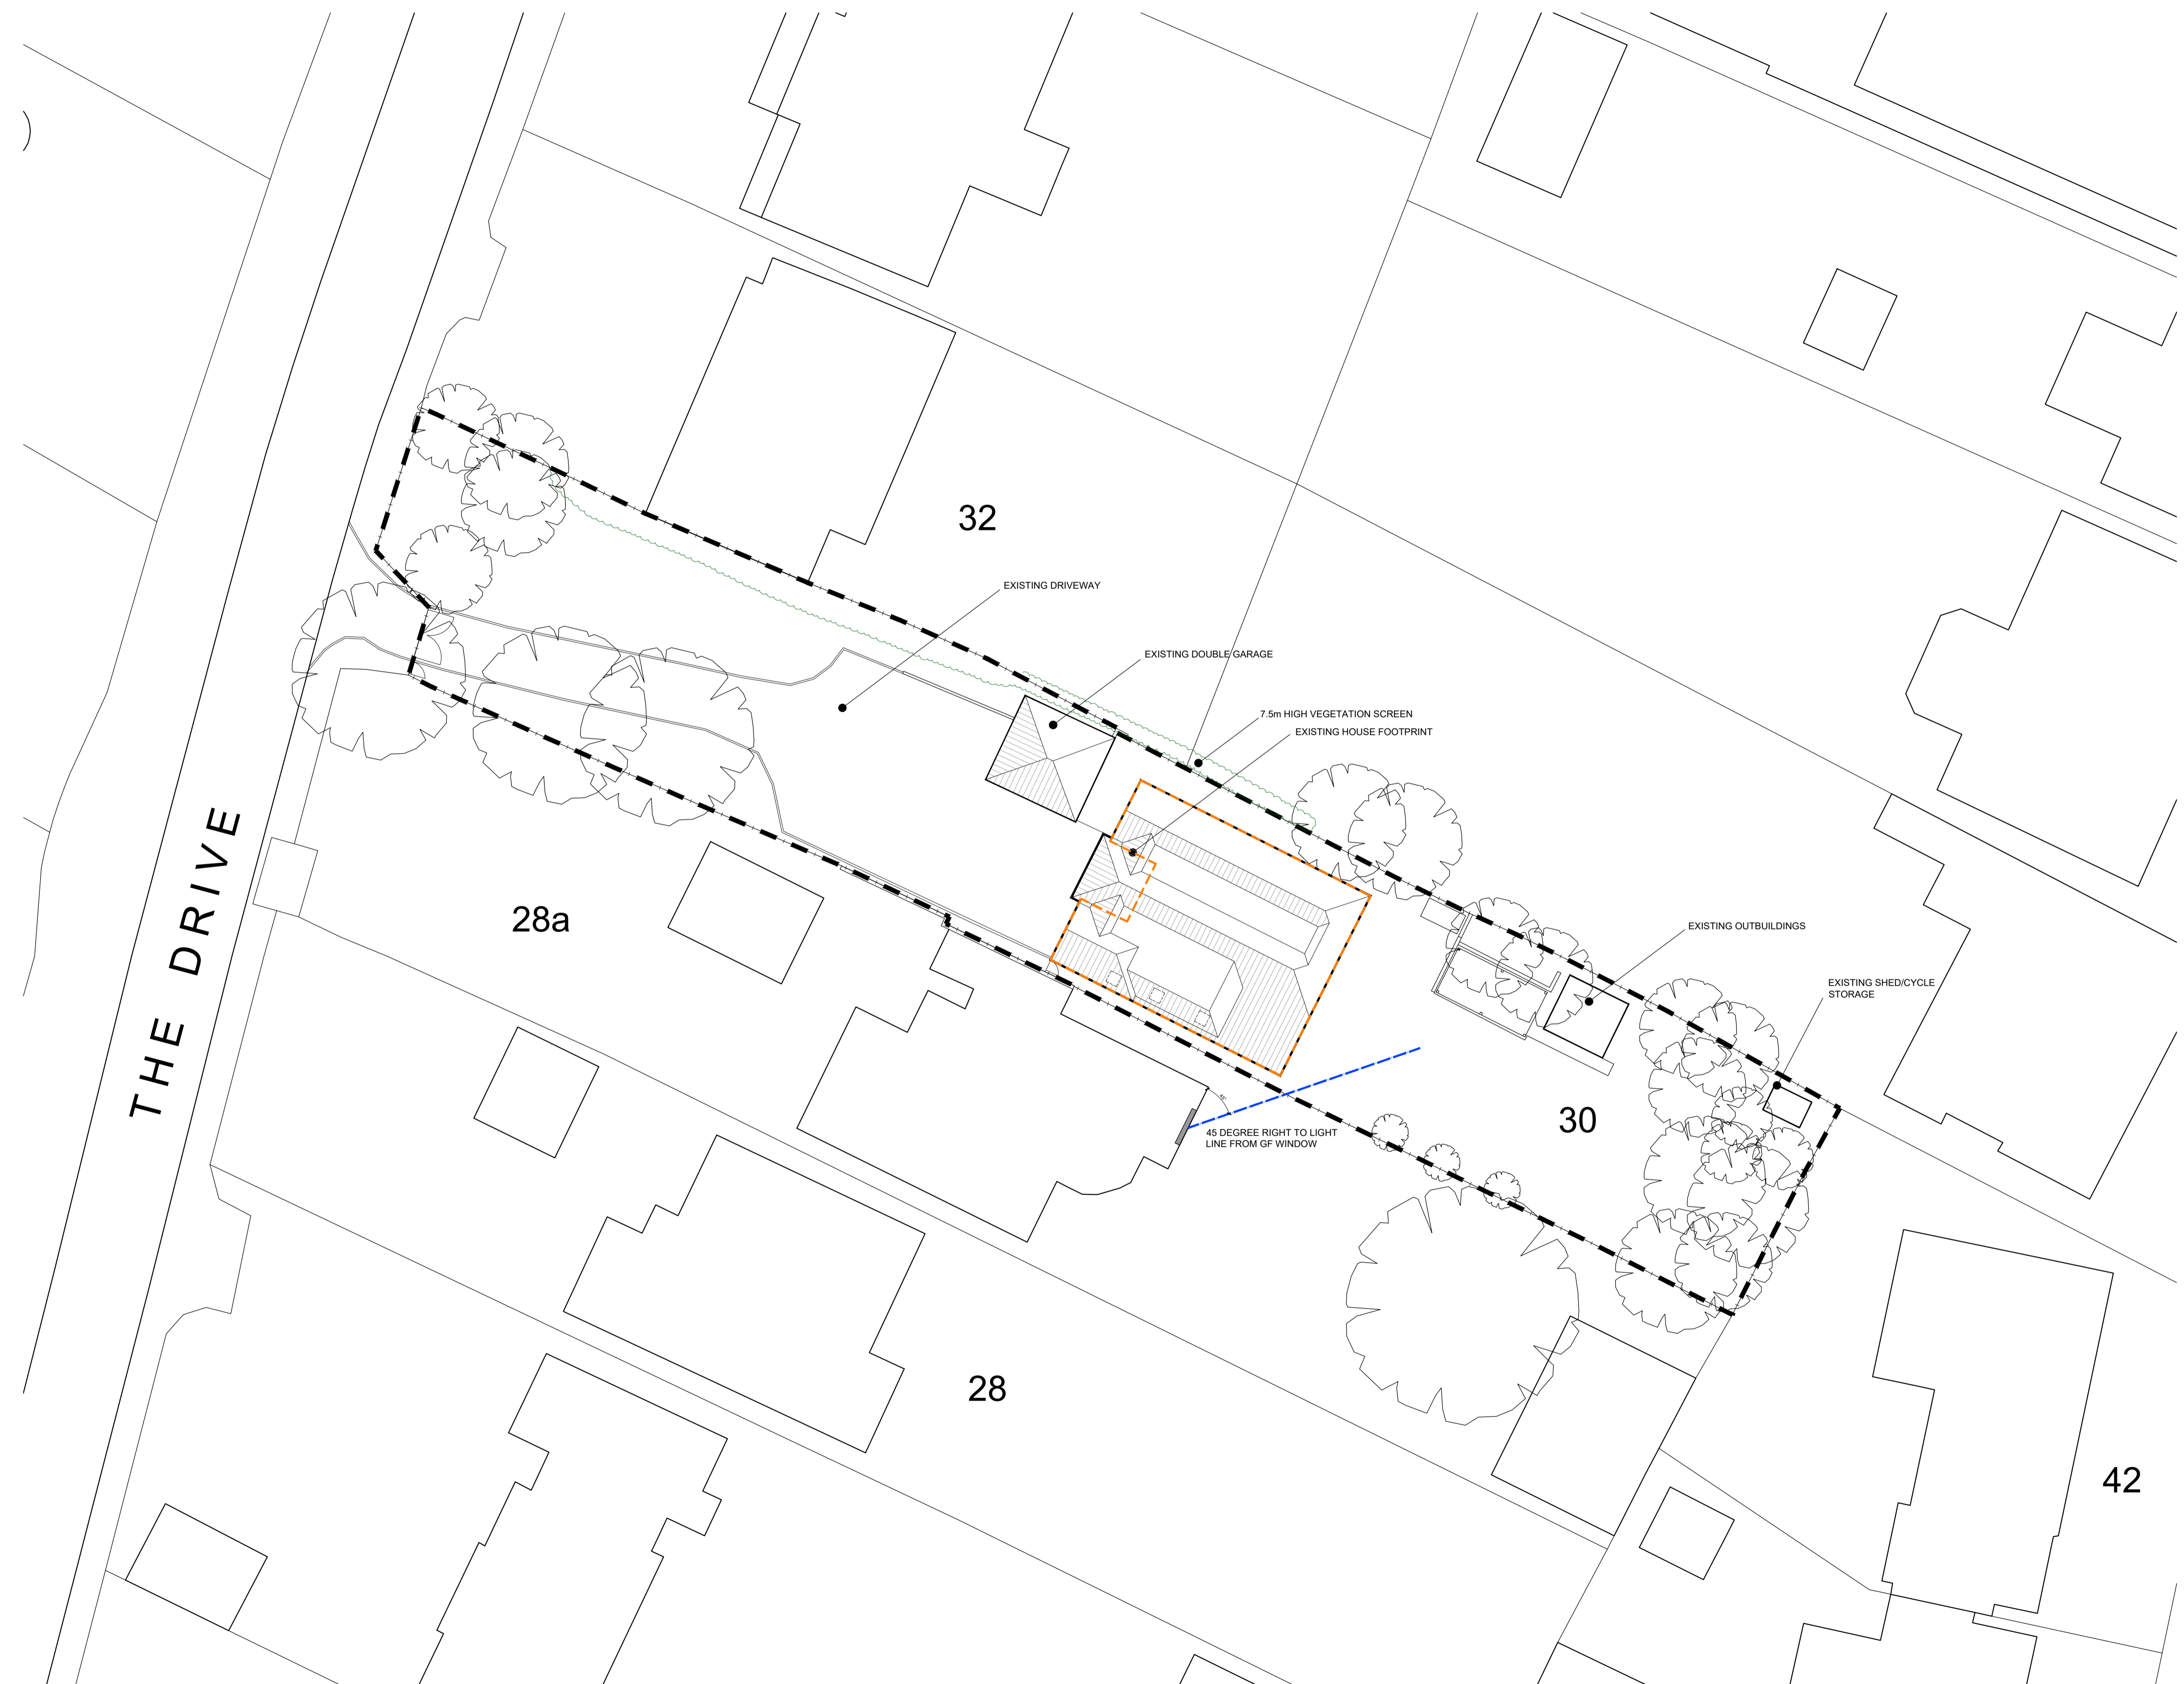 32
EXISTING DRIVEWAY
EXISTING DOUBLE GARAGE
7.5m HIGH VEGETATION SCREEN
EXISTING HOUSE FOOTPRINT
THE DRIVE
28a
EXISTING OUTBUILDINGS
EXISTING SHED/CYCLE
STORAGE
45°
30
45 DEGREE RIGHT TO LIGHT
LINE FROM GF WINDOW
28
42